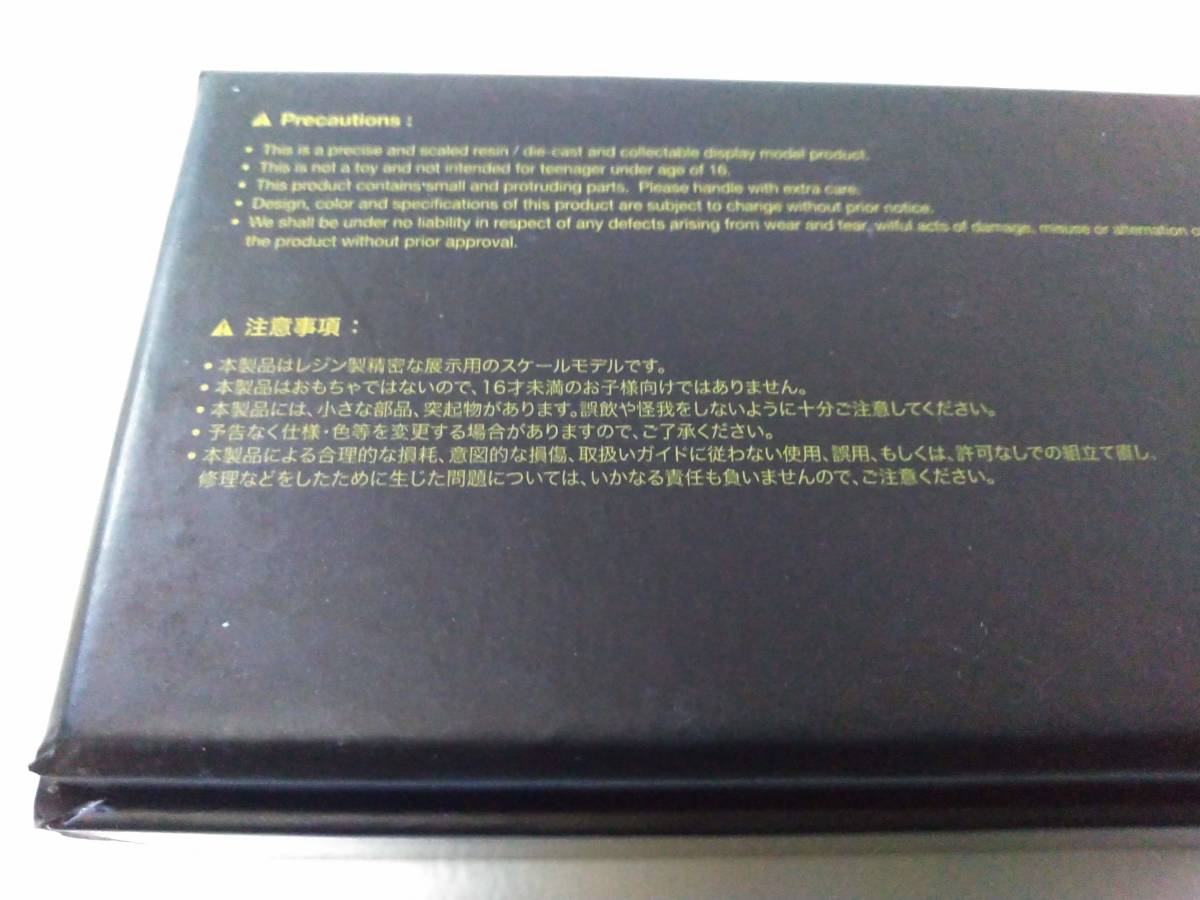 ⚠ Precautions :
• This is a precise and scaled resin / die-cast and collectable display model product.
• This is not a toy and not intended for teenager under age of 16.
• This product contains small and protruding parts. Please handle with extra care.
• Design, color and specifications of this product are subject to change without prior notice.
• We shall be under no liability in respect of any defects arising from wear and tear, wilful acts of damage, misuse or alternation
the product without prior approval.
⚠ 注意事項：
• 本製品はレジン製精密な展示用のスケールモデルです。
• 本製品はおもちゃではないので、16才未満のお子様向けではありません。
• 本製品には、小さな部品、突起物があります。誤飲や怪我をしないように十分ご注意してください。
• 予告なく仕様・色等を変更する場合がありますので、ご了承ください。
• 本製品による合理的な損耗、意図的な損傷、取扱いガイドに従わない使用、誤用、もしくは、許可なしでの組立て直し、
修理などをしたために生じた問題については、いかなる責任も負いませんので、ご注意ください。